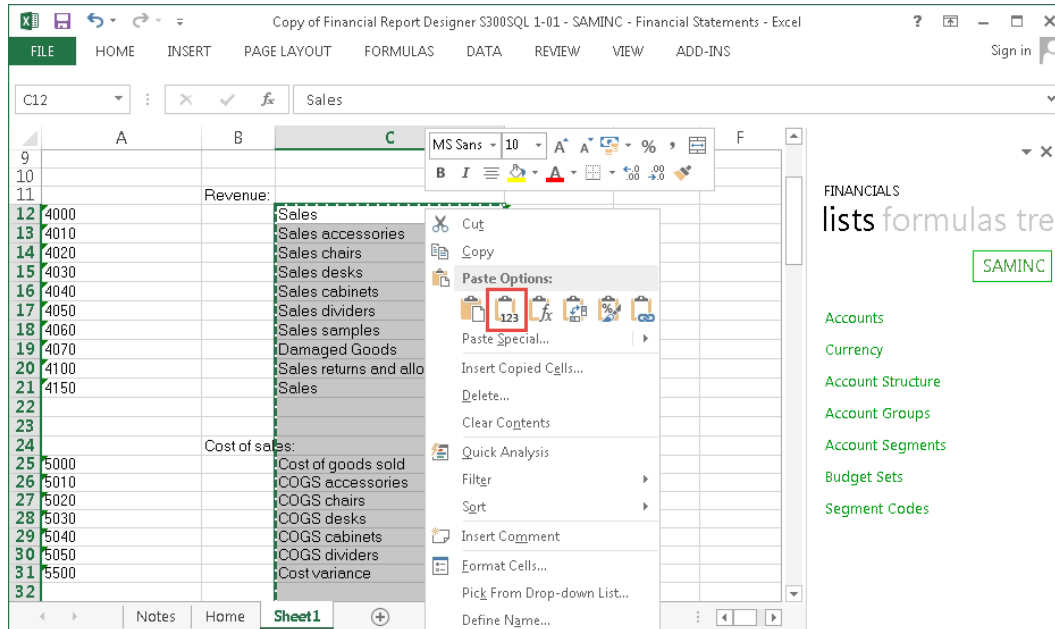 Copy of Financial Report Designer S300SQL 1-01 - SAMINC - Financial Statements - Excel
?
FILE HOME INSERT PAGE LAYOUT FORMULAS DATA REVIEW VIEW ADD-INS Sign in
C12 fx Sales
A B C F
MS Sans 10 A A % ,
B I A .00 .00
9
10
11 Revenue:
12 4000 Sales
13 4010 Sales accessories
14 4020 Sales chairs
15 4030 Sales desks
16 4040 Sales cabinets
17 4050 Sales dividers
18 4060 Sales samples
19 4070 Damaged Goods
20 4100 Sales returns and allo
21 4150 Sales
22
23
24 Cost of sales:
25 5000 Cost of goods sold
26 5010 COGS accessories
27 5020 COGS chairs
28 5030 COGS desks
29 5040 COGS cabinets
30 5050 COGS dividers
31 5500 Cost variance
32
Cut
Copy
Paste Options:
123 fx %
Paste Special...
Insert Copied Cells...
Delete...
Clear Contents
Quick Analysis
Filter
Sort
Insert Comment
Format Cells...
Pick From Drop-down List...
Define Name...
Notes Home Sheet1
FINANCIALS
lists formulas tre
SAMINC
Accounts
Currency
Account Structure
Account Groups
Account Segments
Budget Sets
Segment Codes